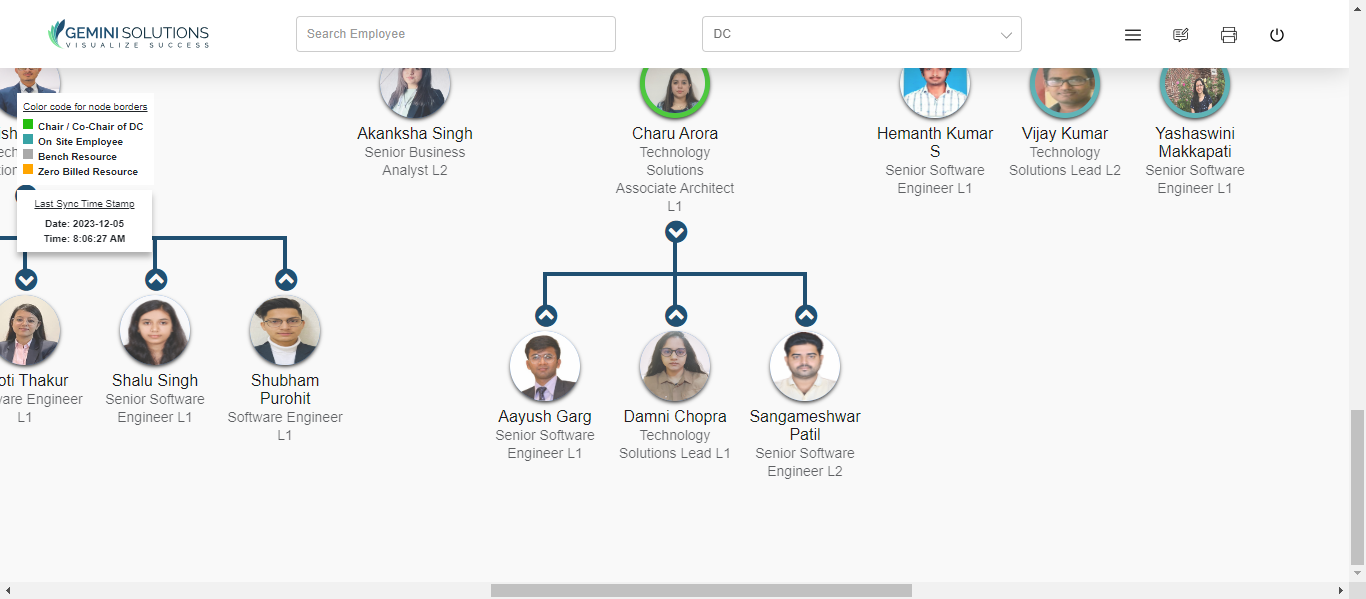 GEMINI SOLUTIONS
VISUALIZE SUCCESS
Search Employee
DC
Color code for node borders
Chair / Co-Chair of DC
On Site Employee
Bench Resource
Zero Billed Resource
Last Sync Time Stamp
Date: 2023-12-05
Time: 8:06:27 AM
Akanksha Singh
Senior Business
Analyst L2
Charu Arora
Technology
Solutions
Associate Architect
L1
Hemanth Kumar
S
Senior Software
Engineer L1
Vijay Kumar
Technology
Solutions Lead L2
Yashaswini
Makkapati
Senior Software
Engineer L1
oti Thakur
are Engineer
L1
Shalu Singh
Senior Software
Engineer L1
Shubham
Purohit
Software Engineer
L1
Aayush Garg
Senior Software
Engineer L1
Damni Chopra
Technology
Solutions Lead L1
Sangameshwar
Patil
Senior Software
Engineer L2